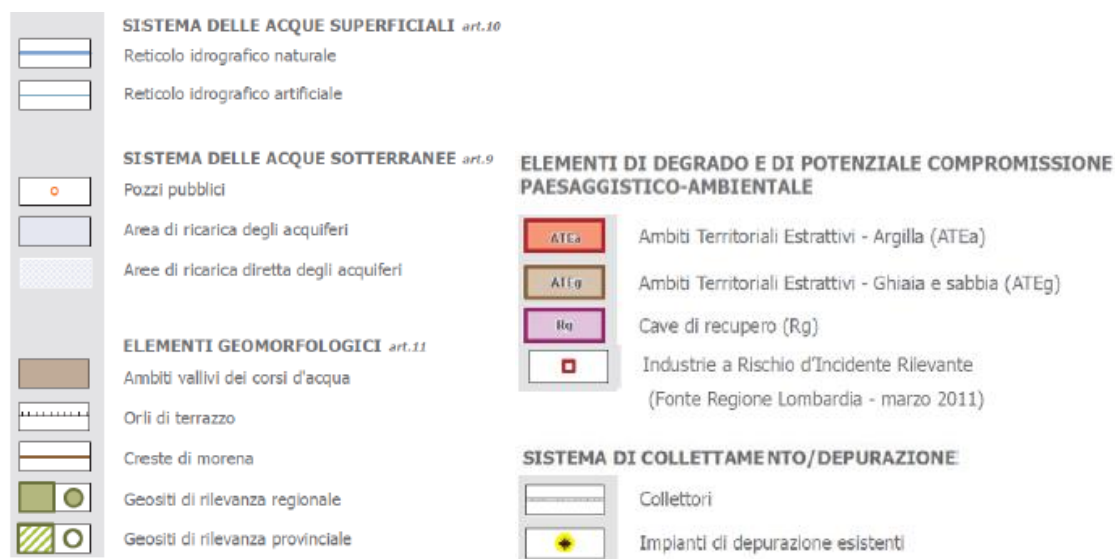 SISTEMA DELLE ACQUE SUPERFICIALI art.10
Reticolo idrografico naturale
Reticolo idrografico artificiale
SISTEMA DELLE ACQUE SOTTERRANEE art.9
Pozzi pubblici
Area di ricarica degli acquiferi
Aree di ricarica diretta degli acquiferi
ELEMENTI GEOMORFOLOGICI art.11
Ambiti vallivi dei corsi d'acqua
Orli di terrazzo
Creste di morena
Geositi di rilevanza regionale
Geositi di rilevanza provinciale
ELEMENTI DI DEGRADO E DI POTENZIALE COMPROMISSIONE
PAESAGGISTICO-AMBIENTALE
ATEa Ambiti Territoriali Estrattivi - Argilla (ATEa)
ATEg Ambiti Territoriali Estrattivi - Ghiaia e sabbia (ATEg)
Rg Cave di recupero (Rg)
Industrie a Rischio d'Incidente Rilevante
(Fonte Regione Lombardia - marzo 2011)
SISTEMA DI COLLETTAMENTO/DEPURAZIONE
Collettori
Impianti di depurazione esistenti